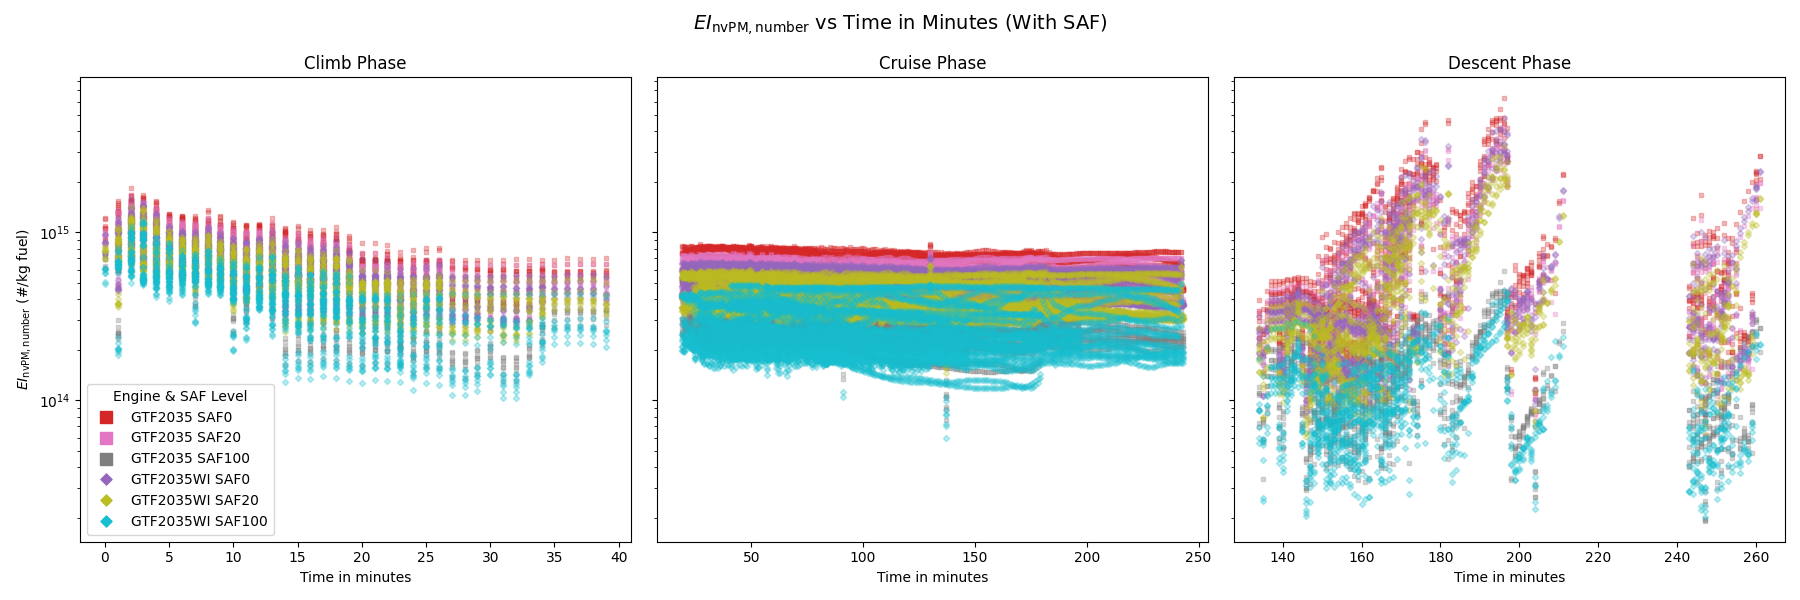 EI_nvPM, number vs Time in Minutes (With SAF)
Climb Phase
Cruise Phase
Descent Phase
EI_nvPM, number (#/kg fuel)
10^15
10^14
Engine & SAF Level
GTF2035 SAF0
GTF2035 SAF20
GTF2035 SAF100
GTF2035WI SAF0
GTF2035WI SAF20
GTF2035WI SAF100
0 5 10 15 20 25 30 35 40
50 100 150 200 250
140 160 180 200 220 240 260
Time in minutes
Time in minutes
Time in minutes